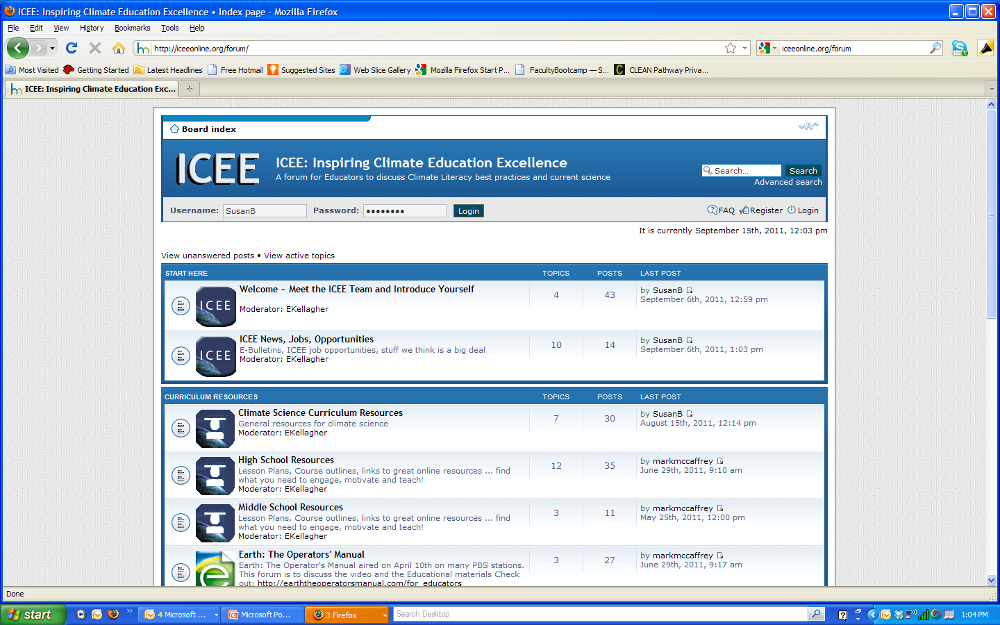 ICEE: Inspiring Climate Education Excellence • Index page - Mozilla Firefox
File Edit View History Bookmarks Tools Help
http://iceeonline.org/forum/
iceeonline.org/forum
Most Visited Getting Started Latest Headlines Free Hotmail Suggested Sites Web Slice Gallery Mozilla Firefox Start P... FacultyBootcamp — S... CLEAN Pathway Priva...
ICEE: Inspiring Climate Education Exc...
Board index
ICEE
ICEE: Inspiring Climate Education Excellence
A forum for Educators to discuss Climate Literacy best practices and current science
Search... Search
Advanced search
Username: SusanB Password: •••••••• Login
FAQ Register Login
It is currently September 15th, 2011, 12:03 pm
View unanswered posts • View active topics
START HERE TOPICS POSTS LAST POST
ICEE
Welcome ~ Meet the ICEE Team and Introduce Yourself
Moderator: EKellagher
4 43
by SusanB
September 6th, 2011, 12:59 pm
ICEE
ICEE News, Jobs, Opportunities
E-Bulletins, ICEE job opportunities, stuff we think is a big deal
Moderator: EKellagher
10 14
by SusanB
September 6th, 2011, 1:03 pm
CURRICULUM RESOURCES TOPICS POSTS LAST POST
Climate Science Curriculum Resources
General resources for climate science
Moderator: EKellagher
7 30
by SusanB
August 15th, 2011, 12:14 pm
High School Resources
Lesson Plans, Course outlines, links to great online resources ... find
what you need to engage, motivate and teach!
Moderator: EKellagher
12 35
by markmccaffrey
June 29th, 2011, 9:10 am
Middle School Resources
Lesson Plans, Course outlines, links to great online resources ... find
what you need to engage, motivate and teach!
Moderator: EKellagher
3 11
by markmccaffrey
May 25th, 2011, 12:00 pm
Earth: The Operators' Manual
Earth: The Operator's Manual aired on April 10th on many PBS stations.
This forum is to discuss the video and the Educational materials Check
out: http://earththeoperatorsmanual.com/for_educators
3 27
by markmccaffrey
June 29th, 2011, 9:17 am
Done
start 4 Microsoft ... Microsoft Po... 3 Firefox Search Desktop 1:04 PM